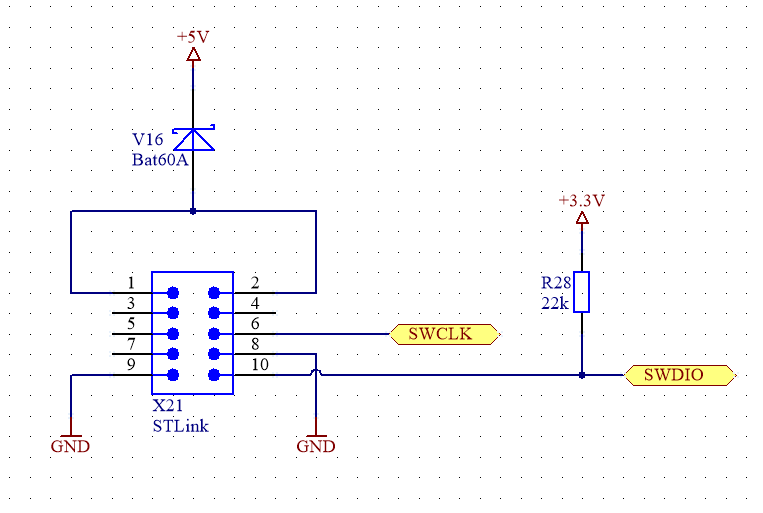 +5V
V16
Bat60A
+3.3V
1
2
R28
3
4
22k
5
6
SWCLK
7
8
9
10
SWDIO
X21
STLink
GND
GND